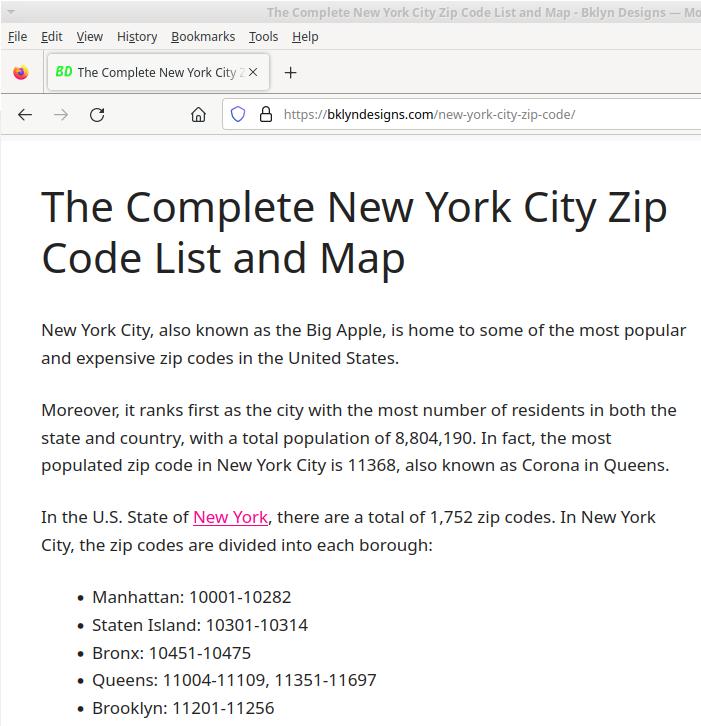 The Complete New York City Zip Code List and Map - Bklyn Designs — Mo
File Edit View History Bookmarks Tools Help
BD The Complete New York City Z
https://bklyndesigns.com/new-york-city-zip-code/
The Complete New York City Zip
Code List and Map
New York City, also known as the Big Apple, is home to some of the most popular
and expensive zip codes in the United States.
Moreover, it ranks first as the city with the most number of residents in both the
state and country, with a total population of 8,804,190. In fact, the most
populated zip code in New York City is 11368, also known as Corona in Queens.
In the U.S. State of New York, there are a total of 1,752 zip codes. In New York
City, the zip codes are divided into each borough:
• Manhattan: 10001-10282
• Staten Island: 10301-10314
• Bronx: 10451-10475
• Queens: 11004-11109, 11351-11697
• Brooklyn: 11201-11256